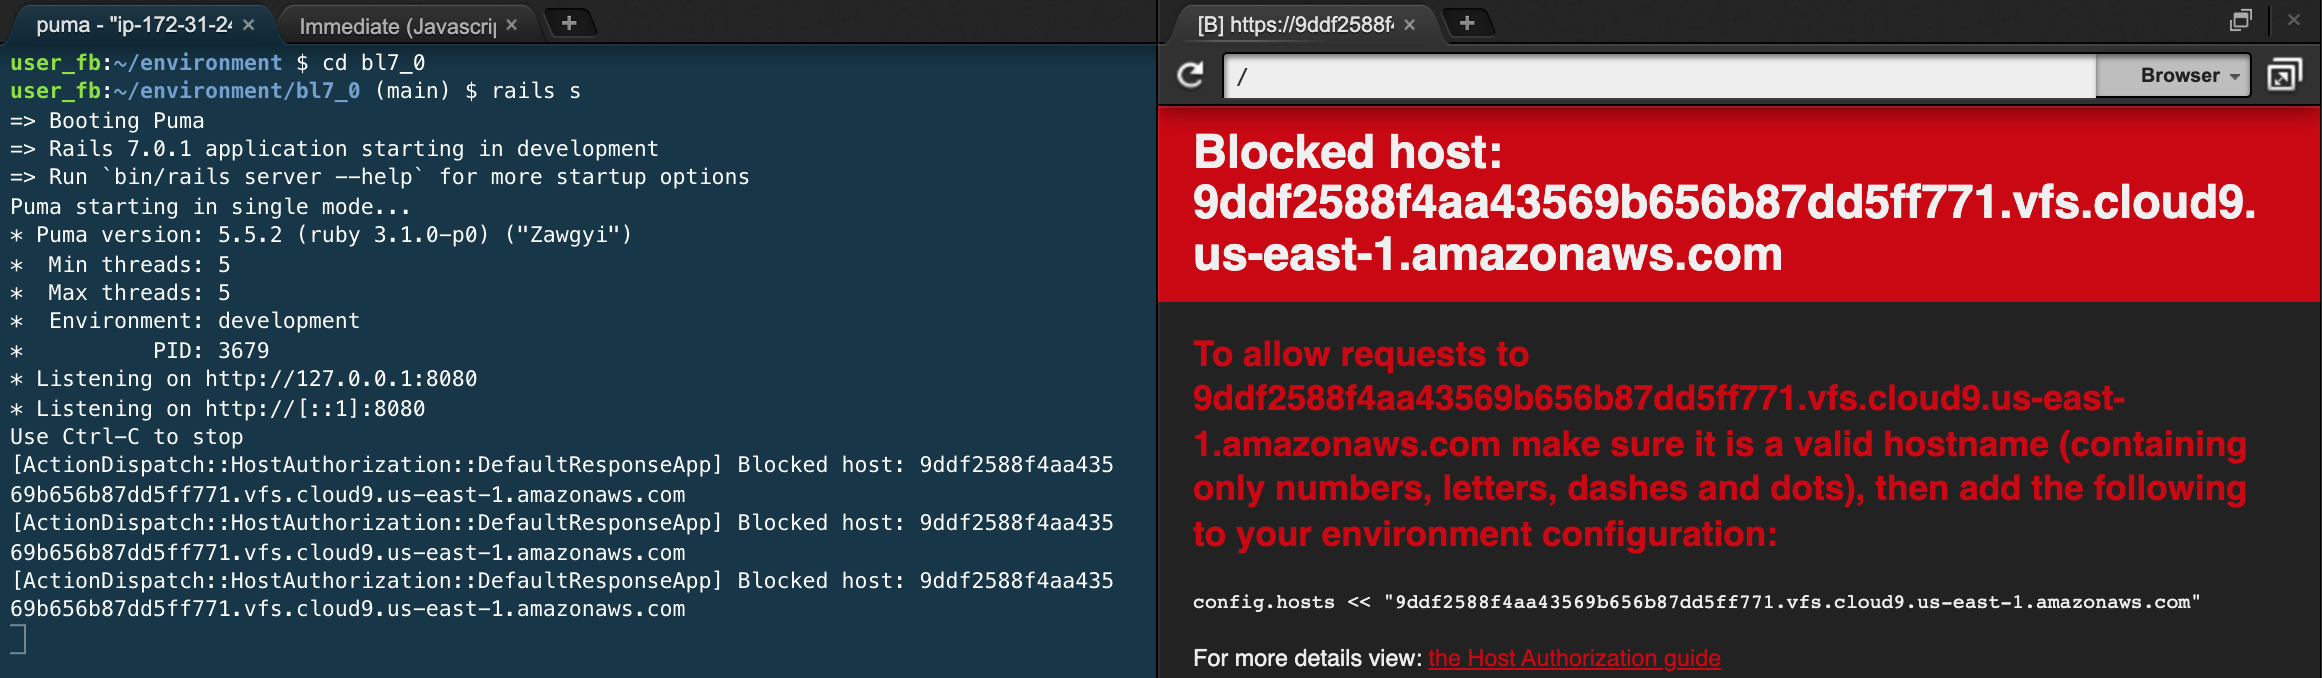 puma - "ip-172-31-24
Immediate (Javascrip
user_fb:~/environment $ cd bl7_0
user_fb:~/environment/bl7_0 (main) $ rails s
=> Booting Puma
=> Rails 7.0.1 application starting in development
=> Run `bin/rails server --help` for more startup options
Puma starting in single mode...
* Puma version: 5.5.2 (ruby 3.1.0-p0) ("Zawgyi")
*  Min threads: 5
*  Max threads: 5
*  Environment: development
*          PID: 3679
* Listening on http://127.0.0.1:8080
* Listening on http://[::1]:8080
Use Ctrl-C to stop
[ActionDispatch::HostAuthorization::DefaultResponseApp] Blocked host: 9ddf2588f4aa435
69b656b87dd5ff771.vfs.cloud9.us-east-1.amazonaws.com
[ActionDispatch::HostAuthorization::DefaultResponseApp] Blocked host: 9ddf2588f4aa435
69b656b87dd5ff771.vfs.cloud9.us-east-1.amazonaws.com
[ActionDispatch::HostAuthorization::DefaultResponseApp] Blocked host: 9ddf2588f4aa435
69b656b87dd5ff771.vfs.cloud9.us-east-1.amazonaws.com
[B] https://9ddf2588f
/
Browser
Blocked host:
9ddf2588f4aa43569b656b87dd5ff771.vfs.cloud9.
us-east-1.amazonaws.com
To allow requests to
9ddf2588f4aa43569b656b87dd5ff771.vfs.cloud9.us-east-
1.amazonaws.com make sure it is a valid hostname (containing
only numbers, letters, dashes and dots), then add the following
to your environment configuration:
config.hosts << "9ddf2588f4aa43569b656b87dd5ff771.vfs.cloud9.us-east-1.amazonaws.com"
For more details view: the Host Authorization guide